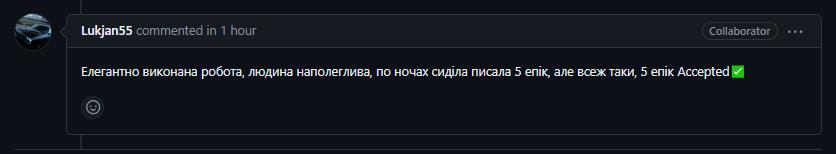 Lukjan55 commented in 1 hour
Collaborator
Елегантно виконана робота, людина наполеглива, по ночах сиділа писала 5 епік, але всеж таки, 5 епік Accepted✅